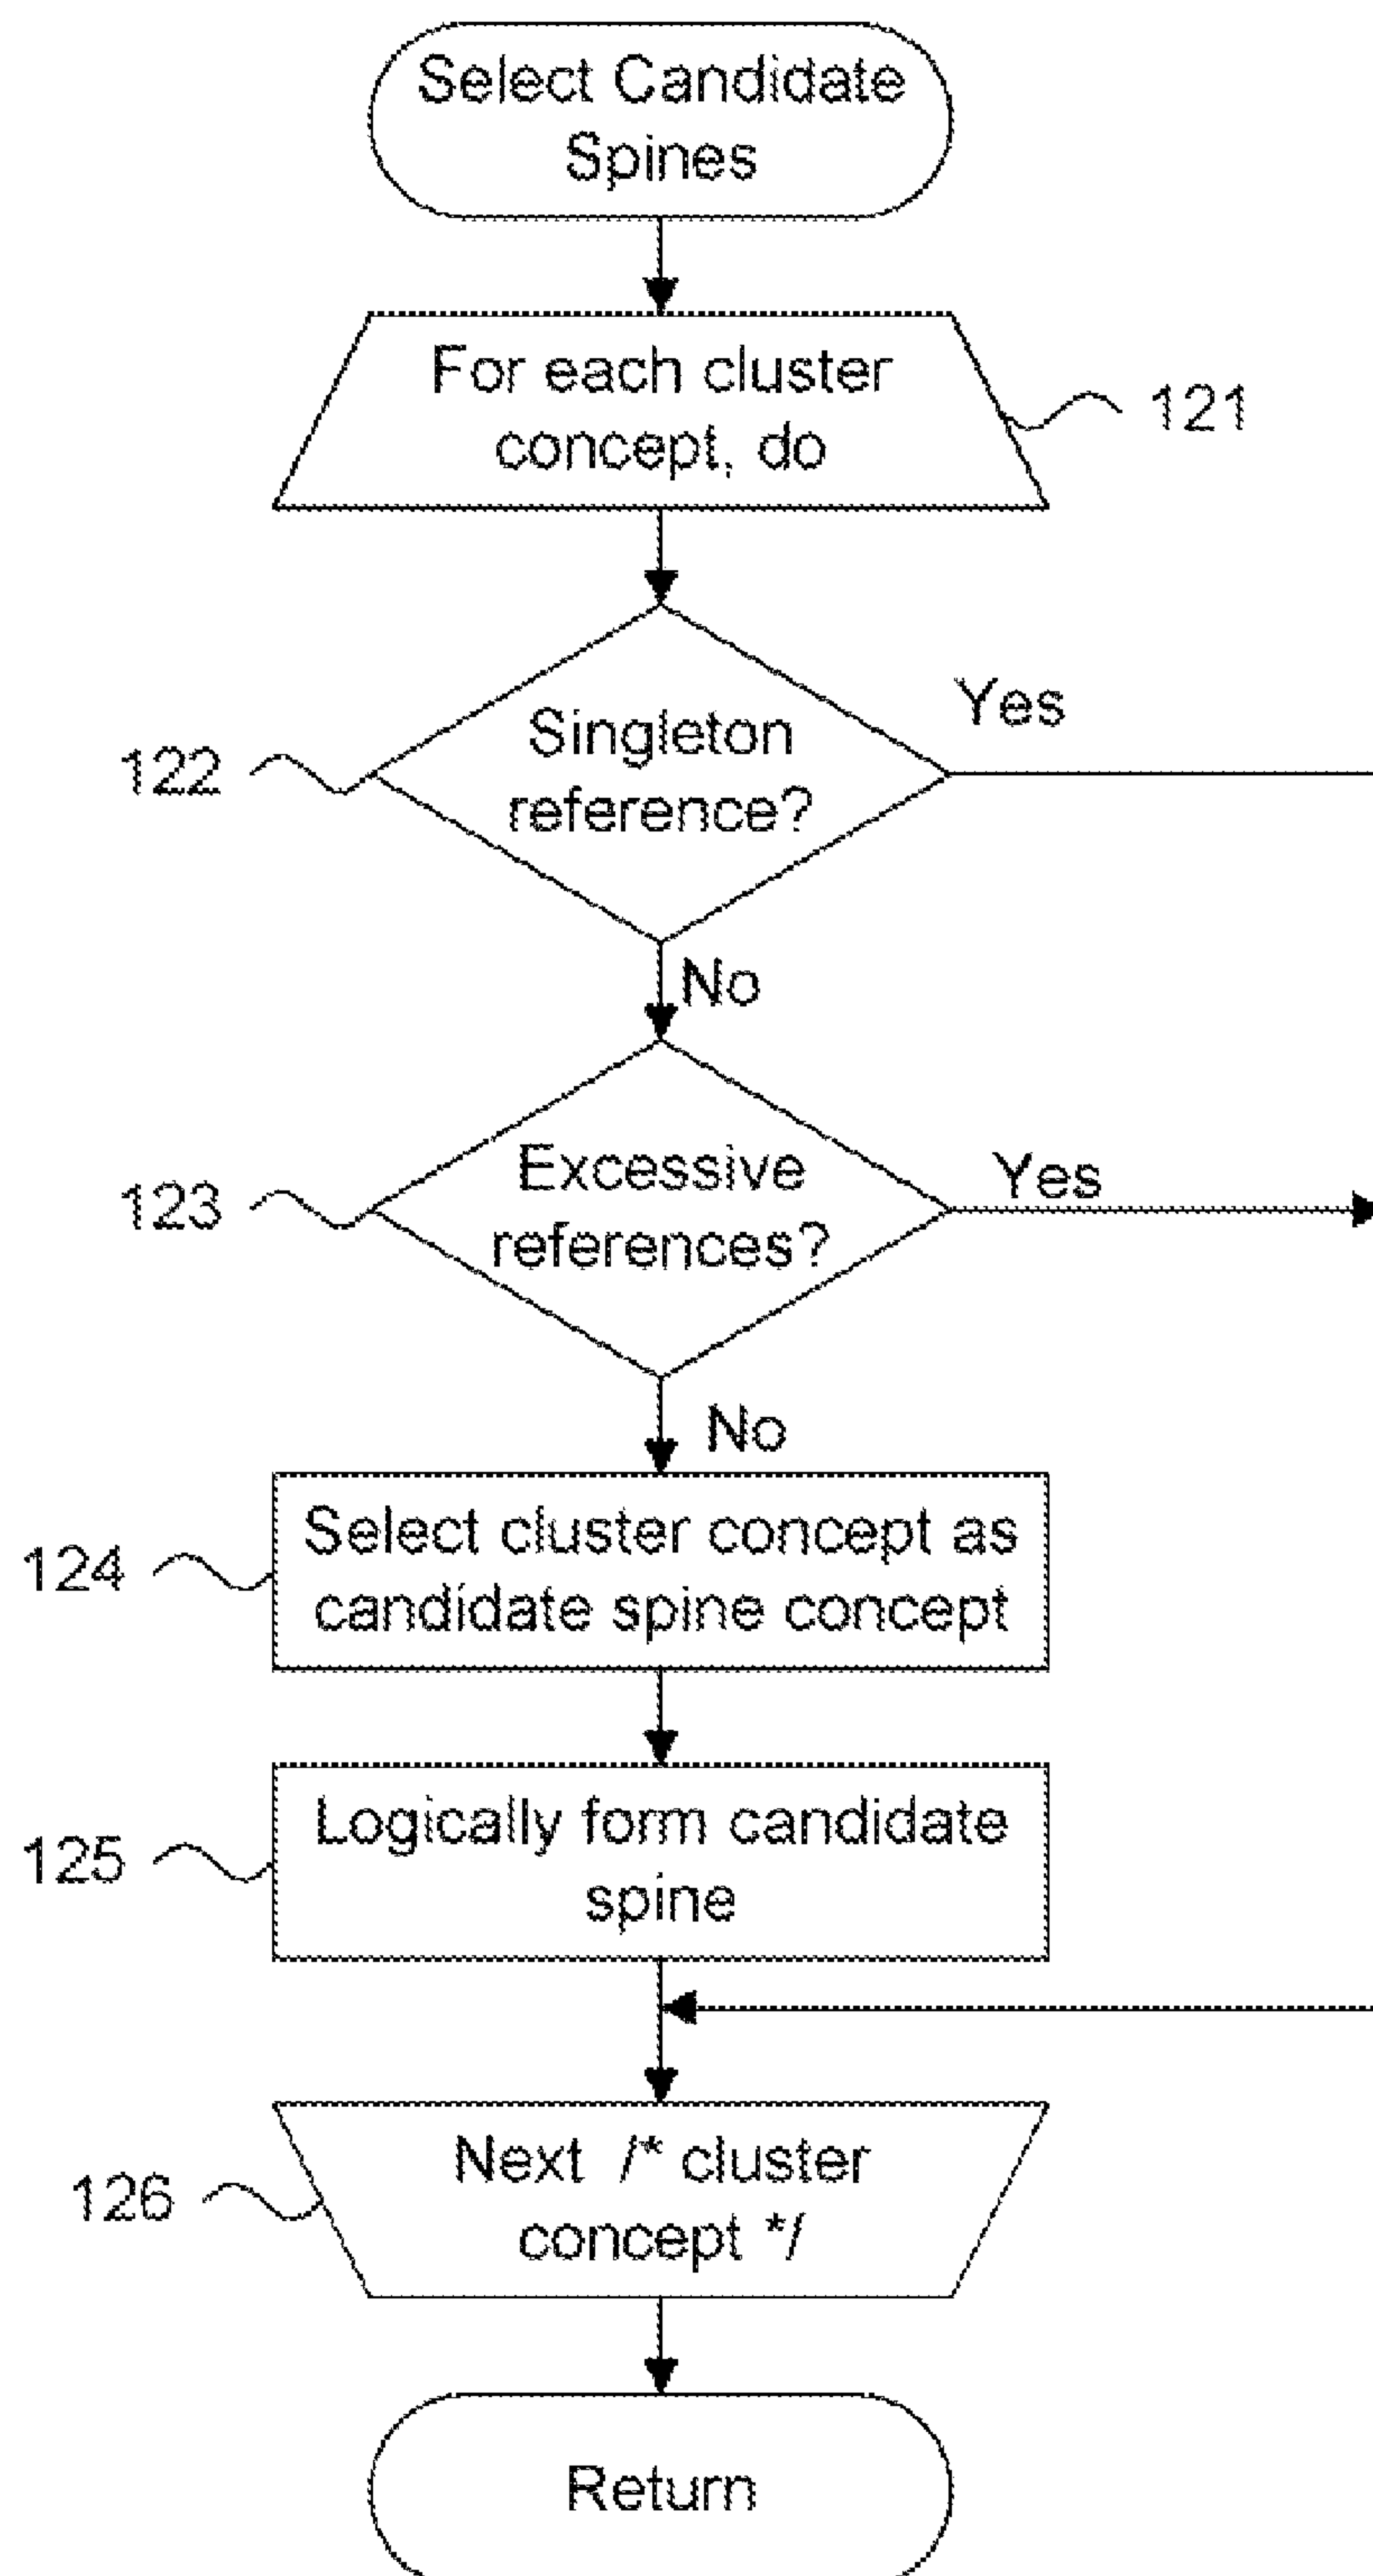 Select Candidate
Spines
For each cluster
concept, do
121
Singleton
reference?
Yes
122
No
Excessive
references?
Yes
123
No
Select cluster concept as
candidate spine concept
124
Logically form candidate
spine
125
Next /* cluster
concept */
126
Return